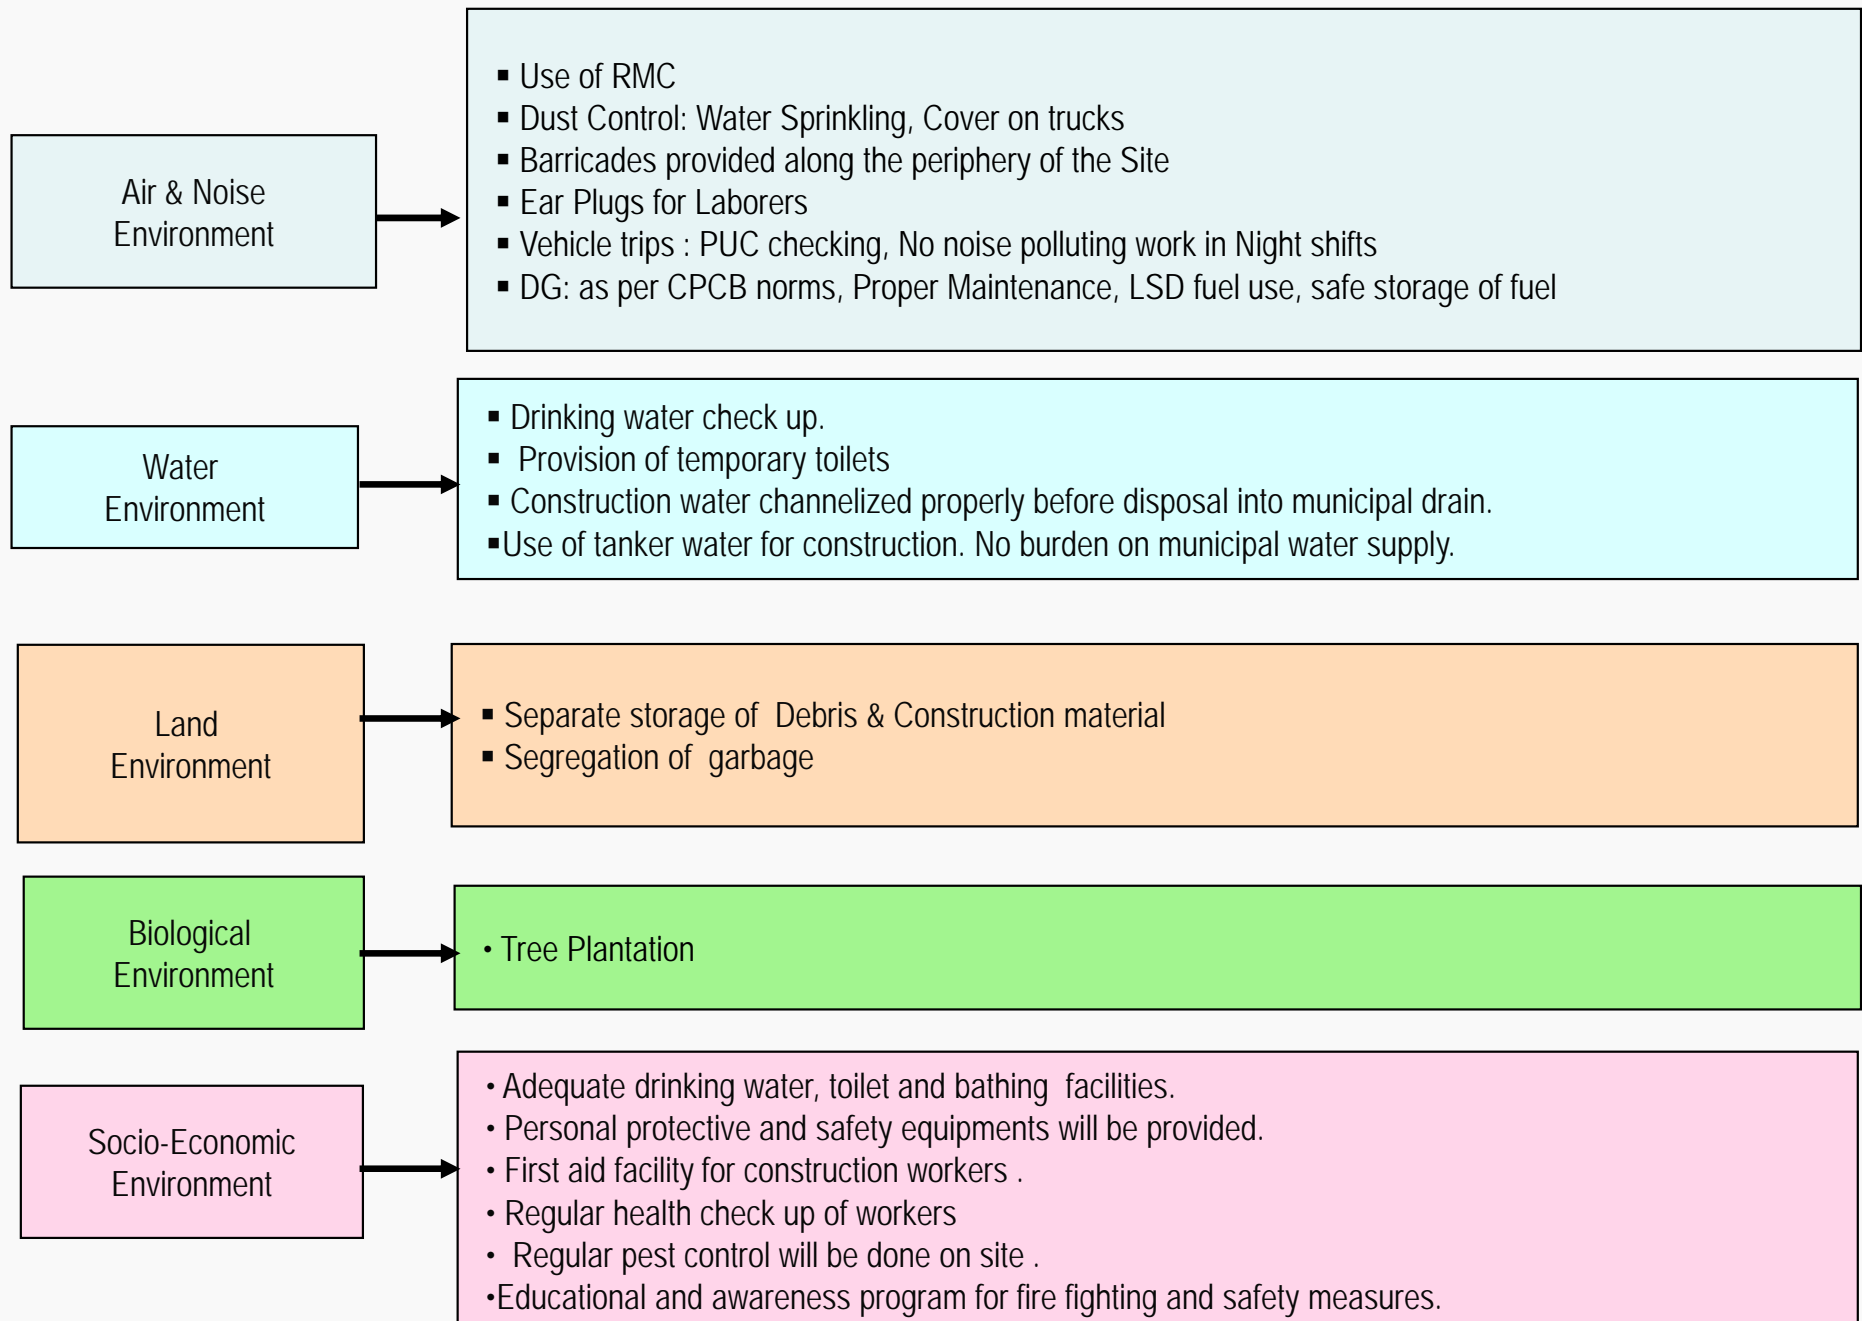 Air & Noise
Environment
▪ Use of RMC
▪ Dust Control: Water Sprinkling, Cover on trucks
▪ Barricades provided along the periphery of the Site
▪ Ear Plugs for Laborers
▪ Vehicle trips : PUC checking, No noise polluting work in Night shifts
▪ DG: as per CPCB norms, Proper Maintenance, LSD fuel use, safe storage of fuel
Water
Environment
▪ Drinking water check up.
▪ Provision of temporary toilets
▪ Construction water channelized properly before disposal into municipal drain.
▪Use of tanker water for construction. No burden on municipal water supply.
Land
Environment
▪ Separate storage of Debris & Construction material
▪ Segregation of garbage
Biological
Environment
• Tree Plantation
Socio-Economic
Environment
• Adequate drinking water, toilet and bathing facilities.
• Personal protective and safety equipments will be provided.
• First aid facility for construction workers .
• Regular health check up of workers
• Regular pest control will be done on site .
•Educational and awareness program for fire fighting and safety measures.